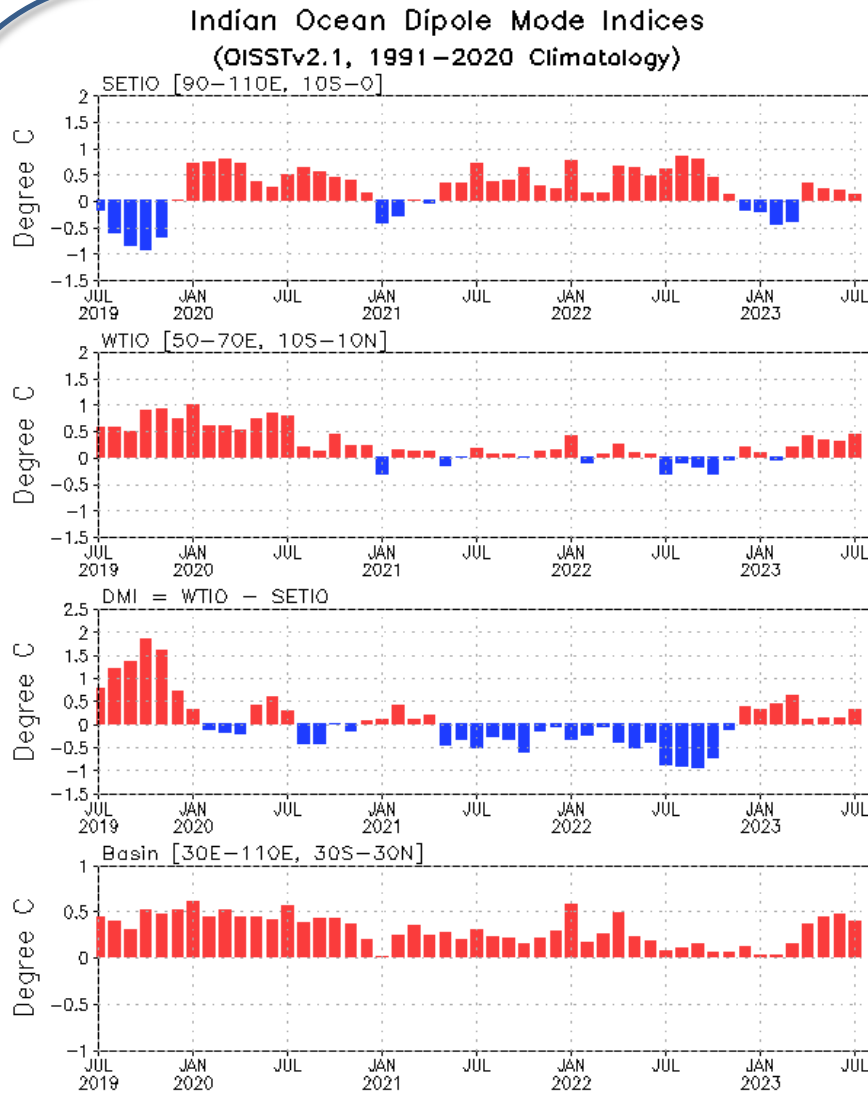 Indian Ocean Dipole Mode Indices
(OISSTv2.1, 1991-2020 Climatology)
SETIO [90-110E, 10S-0]
Degree C
2
1.5
1
0.5
0
-0.5
-1
-1.5
JUL JAN JUL JAN JUL JAN JUL JAN JUL
2019 2020 2021 2022 2023
WTIO [50-70E, 10S-10N]
Degree C
2
1.5
1
0.5
0
-0.5
-1
-1.5
JUL JAN JUL JAN JUL JAN JUL JAN JUL
2019 2020 2021 2022 2023
DMI = WTIO - SETIO
Degree C
2.5
2
1.5
1
0.5
0
-0.5
-1
-1.5
JUL JAN JUL JAN JUL JAN JUL JAN JUL
2019 2020 2021 2022 2023
Basin [30E-110E, 30S-30N]
Degree C
1
0.5
0
-0.5
-1
JUL JAN JUL JAN JUL JAN JUL JAN JUL
2019 2020 2021 2022 2023